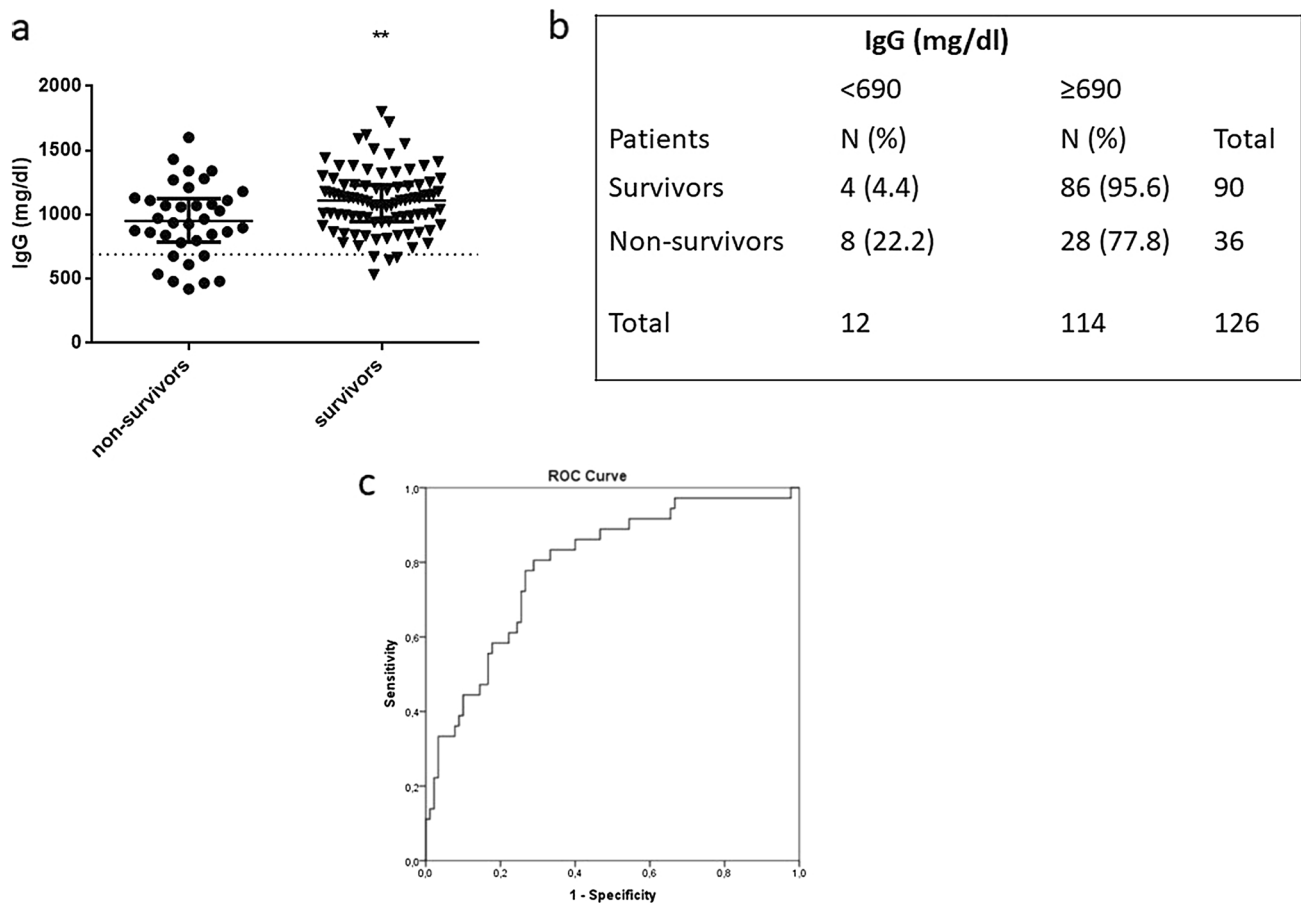 a
**
2000
1500
1000
500
0
IgG (mg/dl)
non-survivors
survivors
b
IgG (mg/dl)
<690 ≥690
Patients N (%) N (%) Total
Survivors 4 (4.4) 86 (95.6) 90
Non-survivors 8 (22.2) 28 (77.8) 36
Total 12 114 126
c
ROC Curve
1,0
0,8
0,6
0,4
0,2
0,0
Sensitivity
0,0 0,2 0,4 0,6 0,8 1,0
1 - Specificity